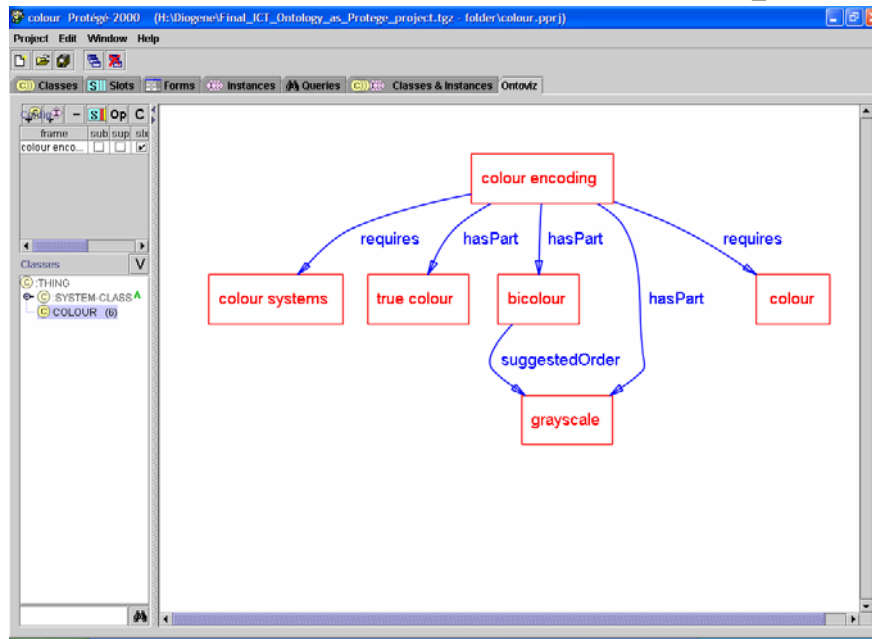 colour Protégé-2000 (H:\Diogene\Final_ICT_Ontology_as_Protege_project.tgz - folder\colour.pprj)
Project Edit Window Help
Classes Slots Forms Instances Queries Classes & Instances Ontoviz
Op C
frame sub sup slx
colour enco...
Classes V
:THING
:SYSTEM-CLASS A
COLOUR (6)
colour encoding
requires hasPart hasPart requires
colour systems true colour bicolour hasPart colour
suggestedOrder
grayscale